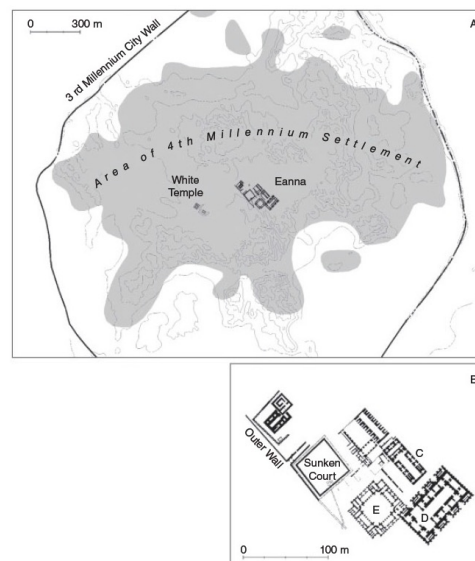 A
0 300 m
3 rd Millennium City Wall
Area of 4th Millennium Settlement
White
Temple
Eanna
B
Outer Wall
Sunken
Court
C
E
D
0 100 m